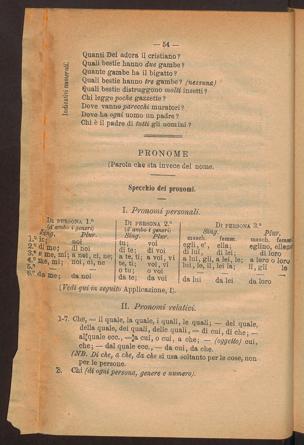 — 54 —
Indicativi numerali.
Quanti Dei adora il cristiano?
Quali bestie hanno due gambe?
Quante gambe ha il bigatto?
Quali bestie hanno tre gambe? (nessuna)
Quali bestie distruggono molti insetti?
Chi legge poche gazzette?
Dove vanno parecchi muratori?
Dove ha ogni uomo un padre?
Chi è il padre di tutti gli uomini?
PRONOME
(Parola che sta invece del nome.
Specchio dei pronomi.
I. Pronomi personali.
DI PERSONA 1.ª DI PERSONA 2.ª DI PERSONA 3.ª
(d'ambo i generi) (d'ambo i generi) Sing. Plur.
Sing. Plur. Sing. Plur. masch. femm. masch. femm.
1.º io; noi tu; voi egli, e', ella; eglino, elleno
2.º di me; di noi di te; di voi di lui, di lei; di loro
3.º a me, mi; a noi, ci, ne; a te, ti; a voi, vi a lui, gli, a lei, le; a loro o loro
4.º me, mi; noi, ci, ne te, ti; voi, vi lui, lo, il, lei la; li, gli le
5.º — — o tu; o voi — — —
6.º da me; da noi da te; da voi da lui da lei da loro
(Vedi qui in seguito Applicazione, I).
II. Pronomi relativi.
1-7. Che, — il quale, la quale, i quali, le quali; — del quale,
della quale, dei quali, delle quali, — di cui, di che; —
al quale ecc., — a cui, o cui, a che; — (oggetto) cui,
che; — dal quale ecc., — da cui, da che.
(NB. Di che, a che, da che si usa soltanto per le cose, non
per le persone.
8. Chi (di ogni persona, genere e numero).